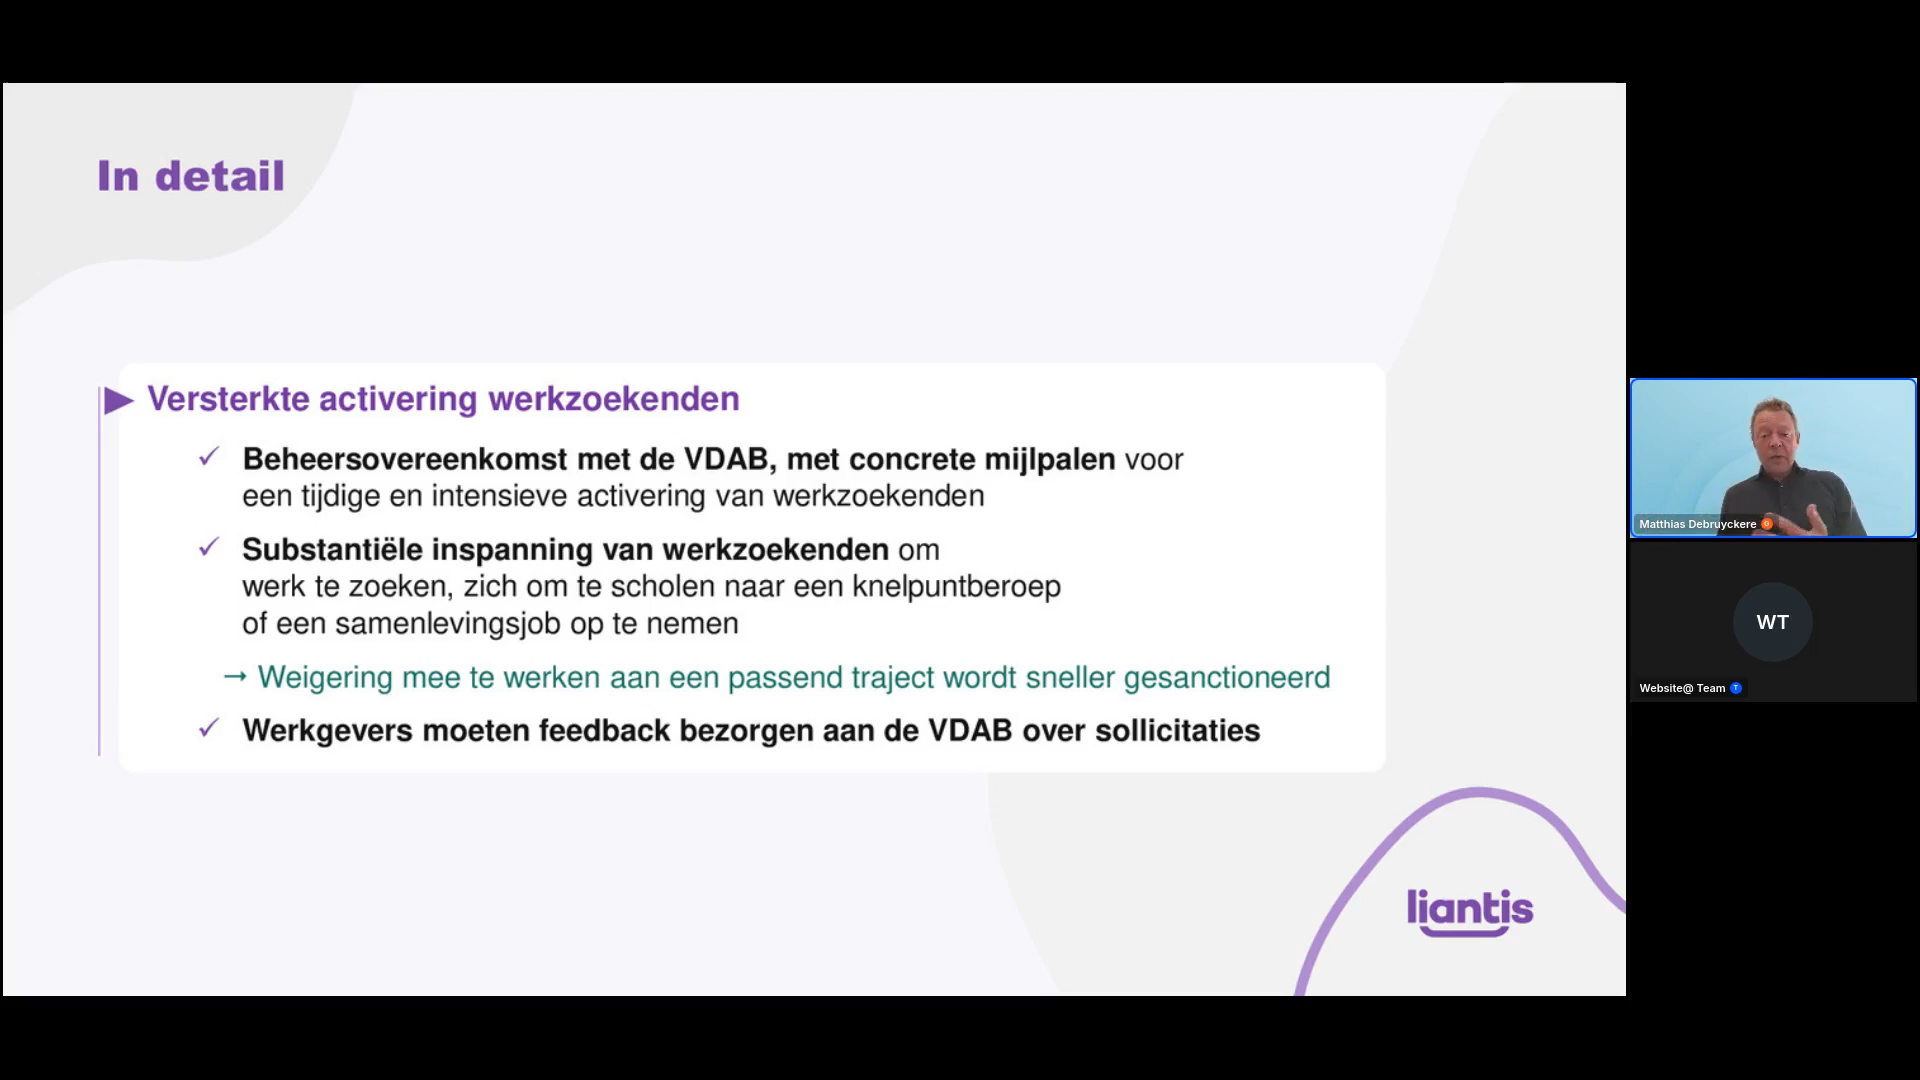 In detail
Versterkte activering werkzoekenden
Beheersovereenkomst met de VDAB, met concrete mijlpalen voor
een tijdige en intensieve activering van werkzoekenden
Substantiële inspanning van werkzoekenden om
werk te zoeken, zich om te scholen naar een knelpuntberoep
of een samenlevingsjob op te nemen
→ Weigering mee te werken aan een passend traject wordt sneller gesanctioneerd
Werkgevers moeten feedback bezorgen aan de VDAB over sollicitaties
liantis
Matthias Debruyckere
WT
Website@ Team